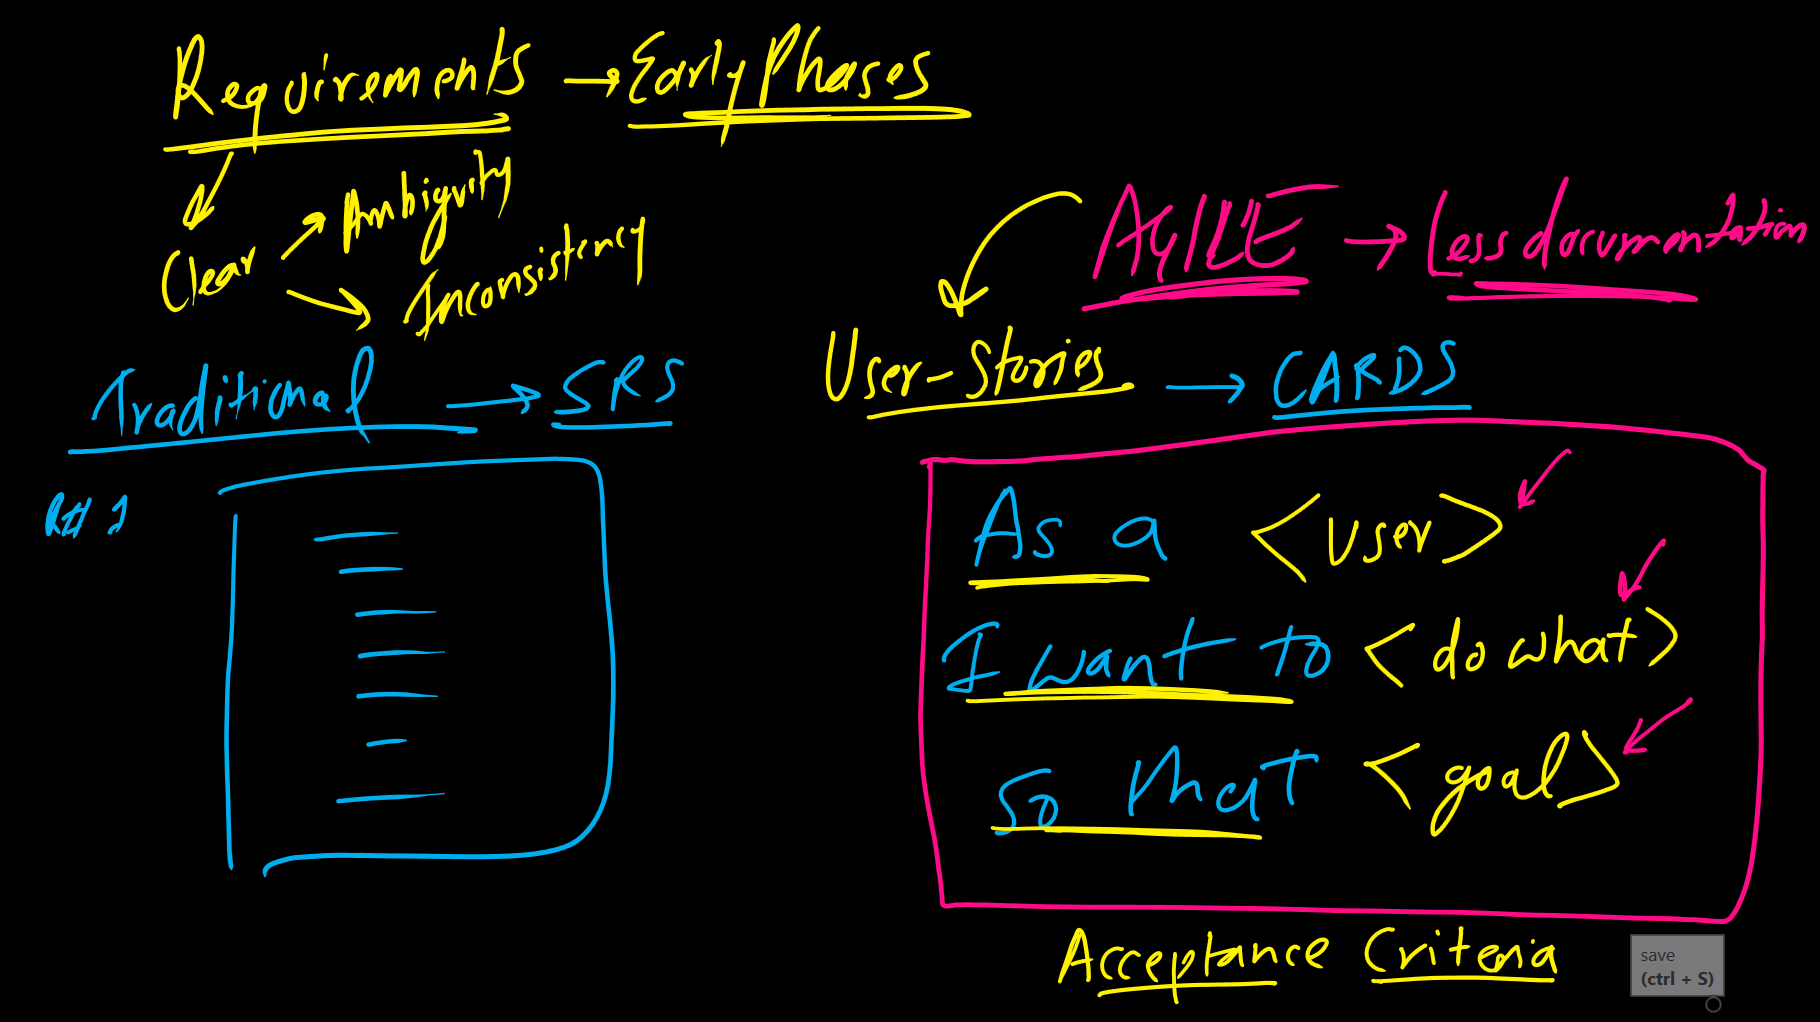 Requirements → Early Phases
Clear
Ambiguity
Inconsistency
Traditional → SRS
R# 1
AGILE → Less documentation
User-Stories → CARDS
As a <user>
I want to <do what>
So that <goal>
Acceptance Criteria
save
(ctrl + S)